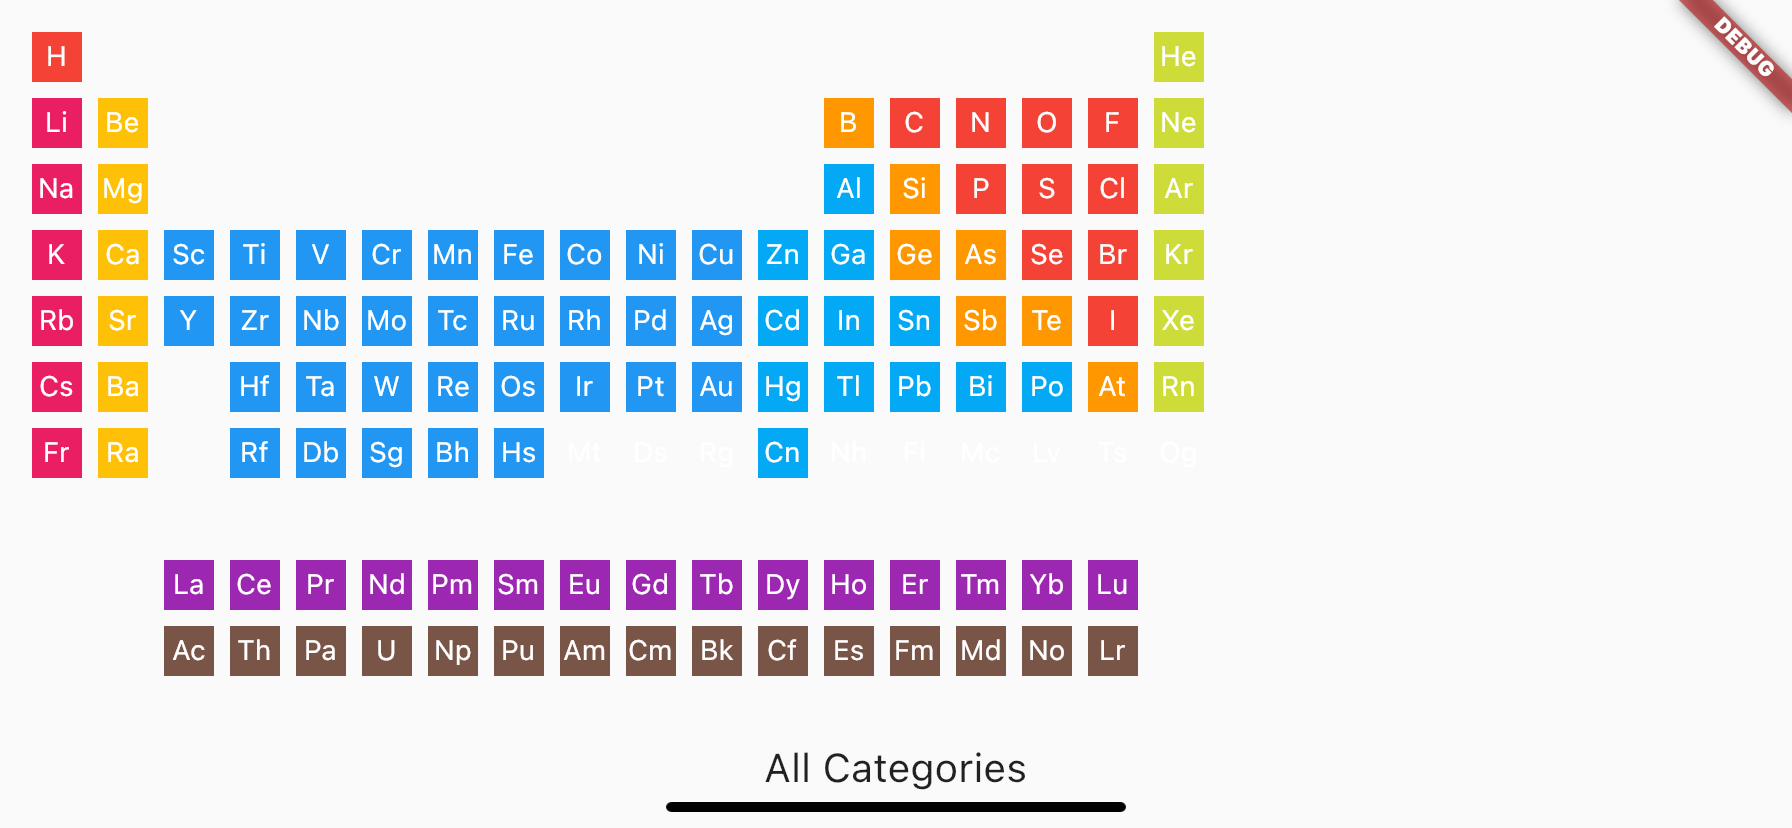 H He
DEBUG
Li Be B C N O F Ne
Na Mg Al Si P S Cl Ar
K Ca Sc Ti V Cr Mn Fe Co Ni Cu Zn Ga Ge As Se Br Kr
Rb Sr Y Zr Nb Mo Tc Ru Rh Pd Ag Cd In Sn Sb Te I Xe
Cs Ba Hf Ta W Re Os Ir Pt Au Hg Tl Pb Bi Po At Rn
Fr Ra Rf Db Sg Bh Hs Mt Ds Rg Cn Nh Fl Mc Lv Ts Og
La Ce Pr Nd Pm Sm Eu Gd Tb Dy Ho Er Tm Yb Lu
Ac Th Pa U Np Pu Am Cm Bk Cf Es Fm Md No Lr
All Categories